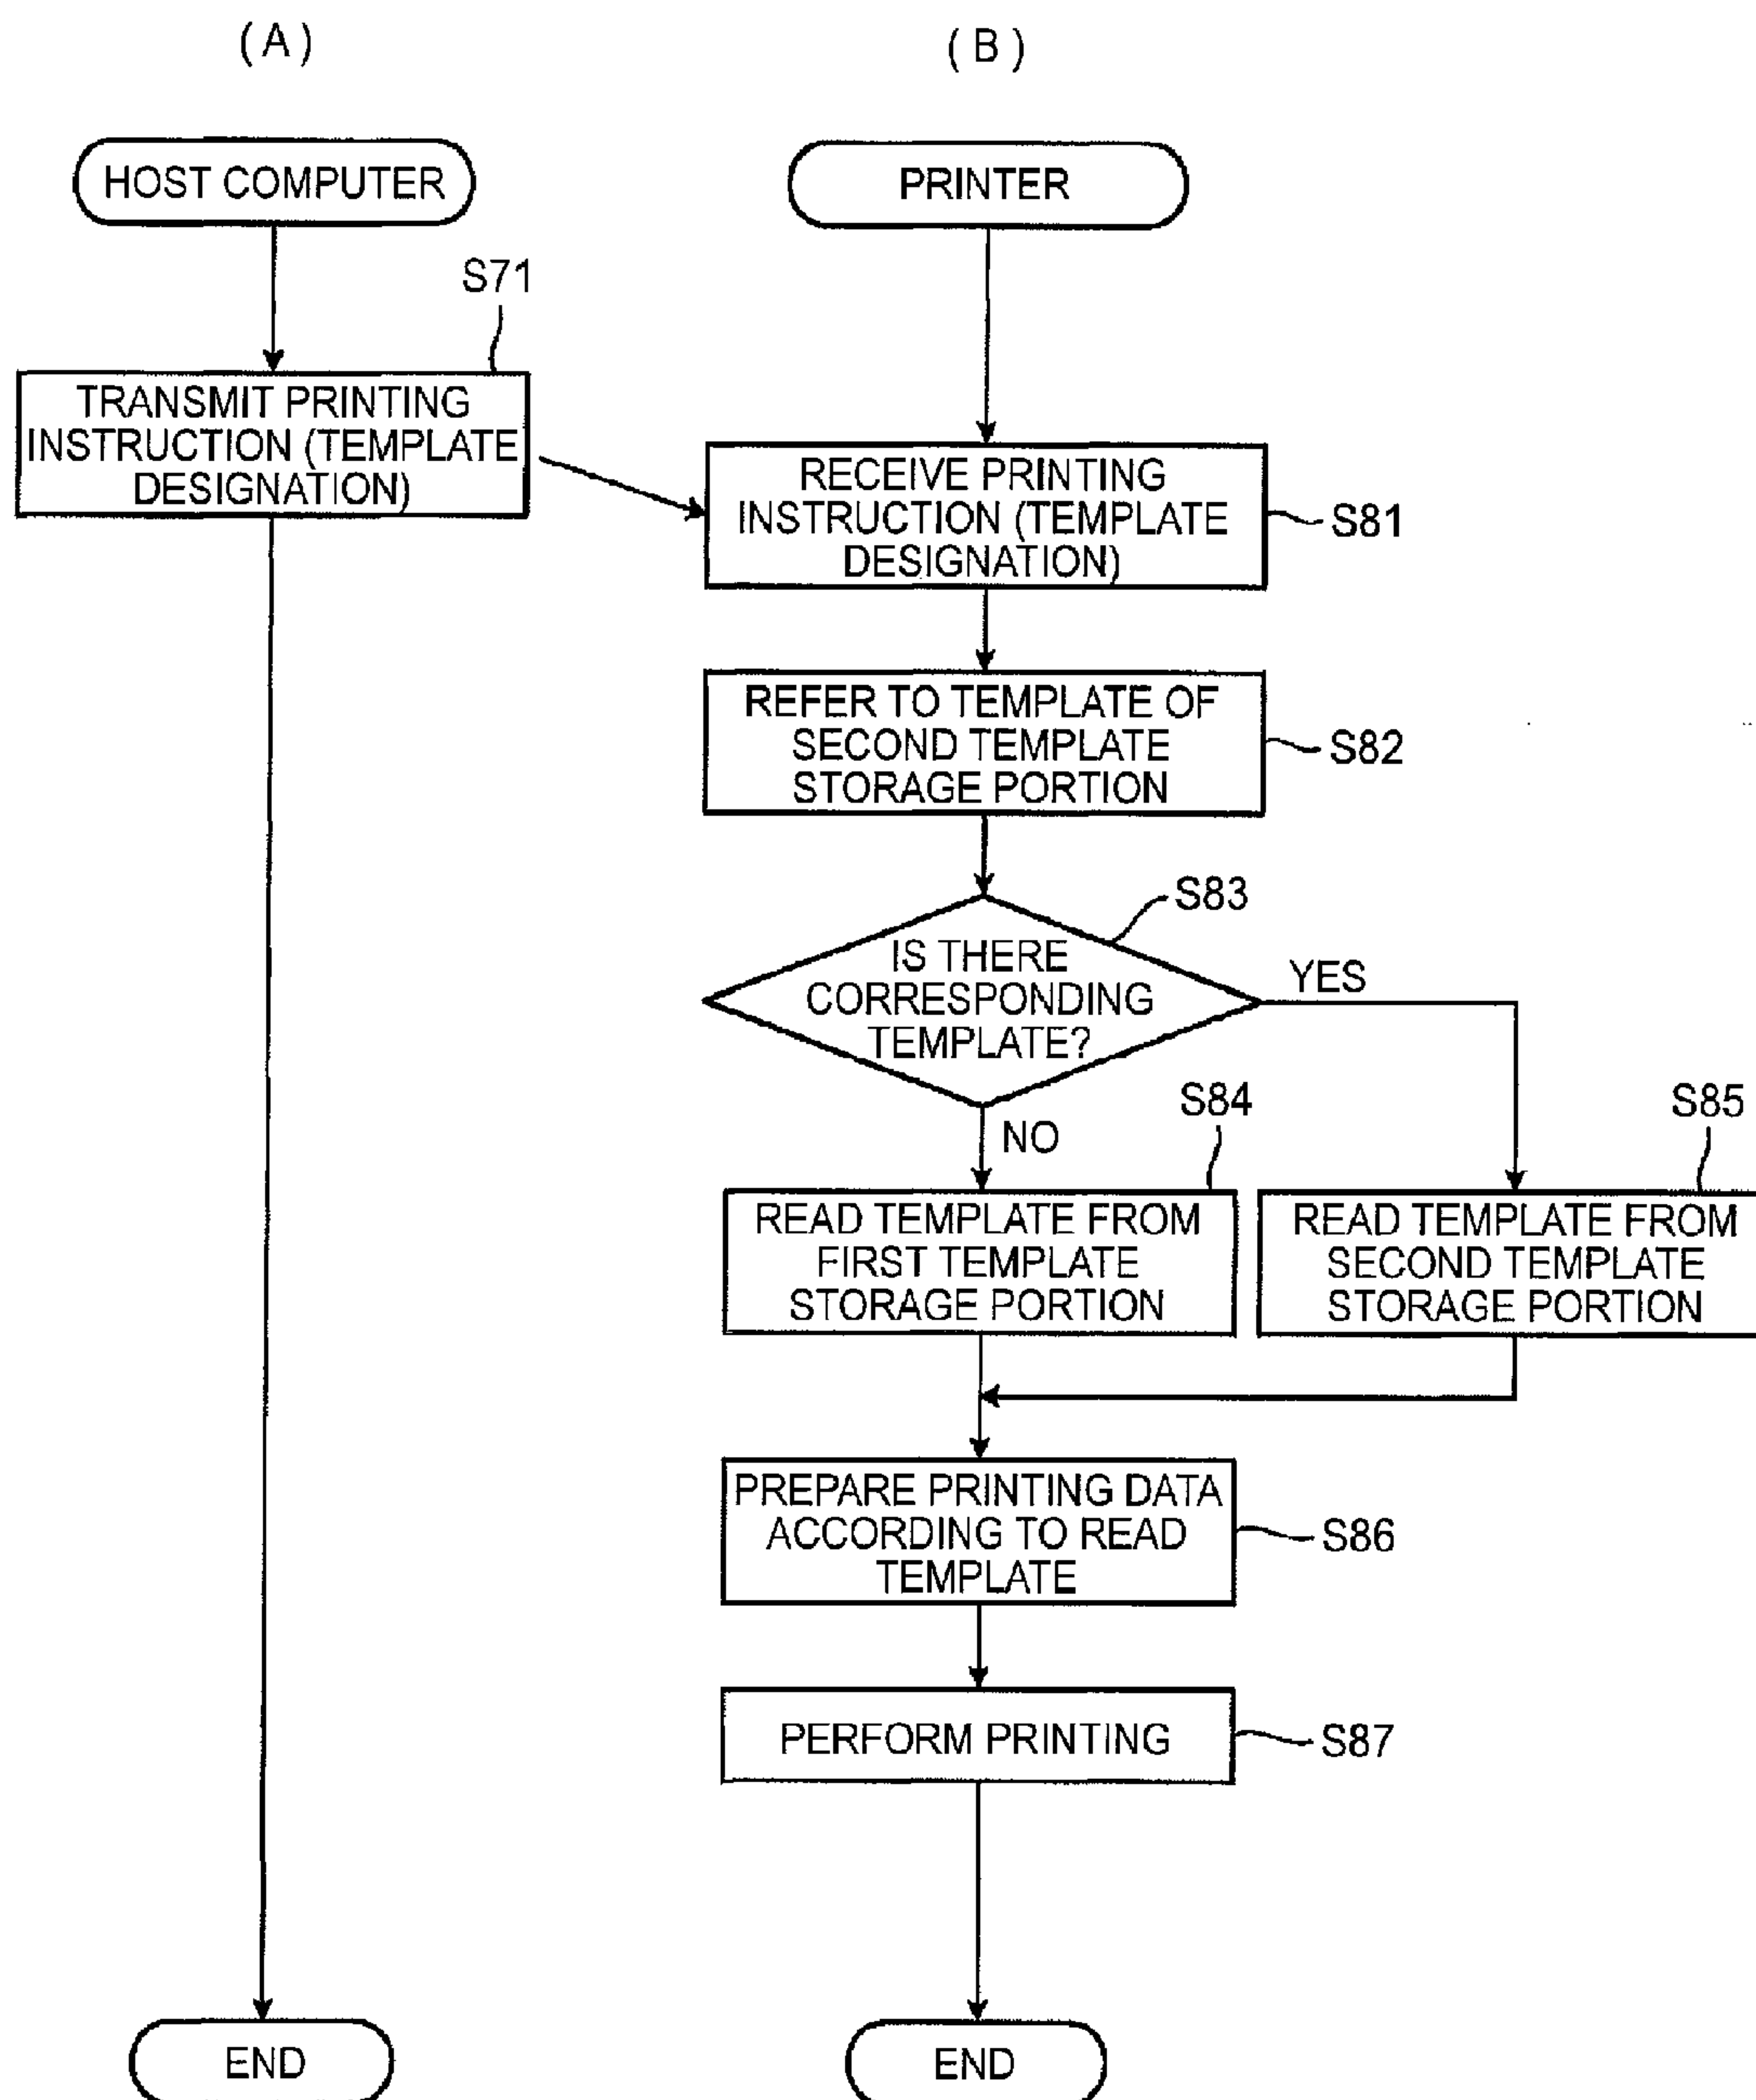 (A)
HOST COMPUTER
S71
TRANSMIT PRINTING
INSTRUCTION (TEMPLATE
DESIGNATION)
END
(B)
PRINTER
RECEIVE PRINTING
INSTRUCTION (TEMPLATE
DESIGNATION)
S81
REFER TO TEMPLATE OF
SECOND TEMPLATE
STORAGE PORTION
S82
S83
IS THERE
CORRESPONDING
TEMPLATE?
YES
NO
S84
READ TEMPLATE FROM
FIRST TEMPLATE
STORAGE PORTION
S85
READ TEMPLATE FROM
SECOND TEMPLATE
STORAGE PORTION
PREPARE PRINTING DATA
ACCORDING TO READ
TEMPLATE
S86
PERFORM PRINTING
S87
END